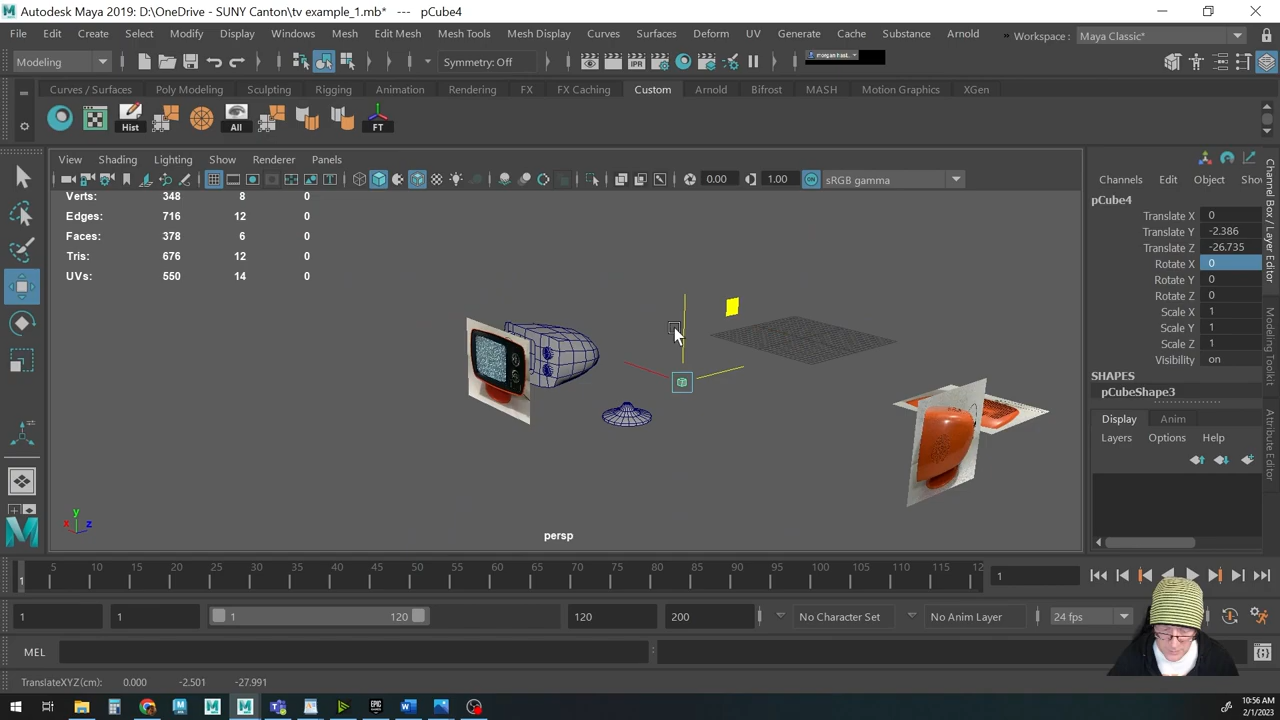 Autodesk Maya 2019: D:\OneDrive - SUNY Canton\tv example_1.mb* --- pCube4
File Edit Create Select Modify Display Windows Mesh Edit Mesh Mesh Tools Mesh Display Curves Surfaces Deform UV Generate Cache Substance Arnold Workspace : Maya Classic*
Modeling Symmetry: Off
Curves / Surfaces Poly Modeling Sculpting Rigging Animation Rendering FX FX Caching Custom Arnold Bifrost MASH Motion Graphics XGen
Hist All FT
View Shading Lighting Show Renderer Panels
0.00 1.00 ON sRGB gamma
Verts: 348 8 0
Edges: 716 12 0
Faces: 378 6 0
Tris: 676 12 0
UVs: 550 14 0
Channels Edit Object Show
pCube4
Translate X 0
Translate Y -2.386
Translate Z -26.735
Rotate X 0
Rotate Y 0
Rotate Z 0
Scale X 1
Scale Y 1
Scale Z 1
Visibility on
SHAPES
pCubeShape3
Display Anim
Layers Options Help
Channel Box / Layer Editor
Modeling Toolkit
Attribute Editor
y
x z
persp
5 10 15 20 25 30 35 40 45 50 55 60 65 70 75 80 85 90 95 100 105 110 115 12
1 1
1 1 1 120 120 200 No Character Set No Anim Layer 24 fps
MEL
TranslateXYZ(cm): 0.000 -2.501 -27.991
10:56 AM
2/1/2023